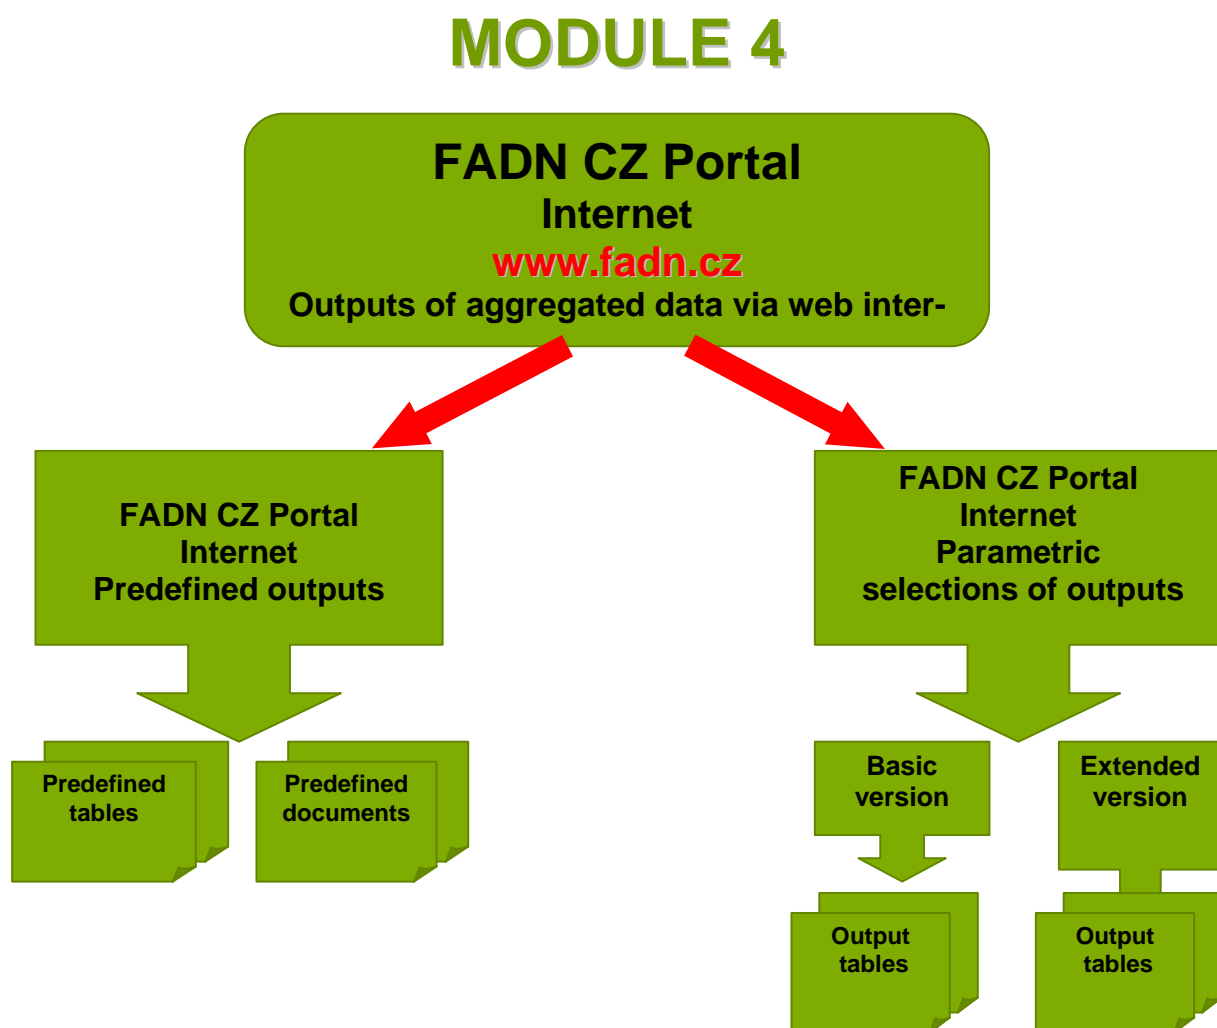 MODULE 4
FADN CZ Portal
Internet
www.fadn.cz
Outputs of aggregated data via web inter-
FADN CZ Portal
Internet
Predefined outputs
FADN CZ Portal
Internet
Parametric
selections of outputs
Predefined
tables
Predefined
documents
Basic
version
Extended
version
Output
tables
Output
tables